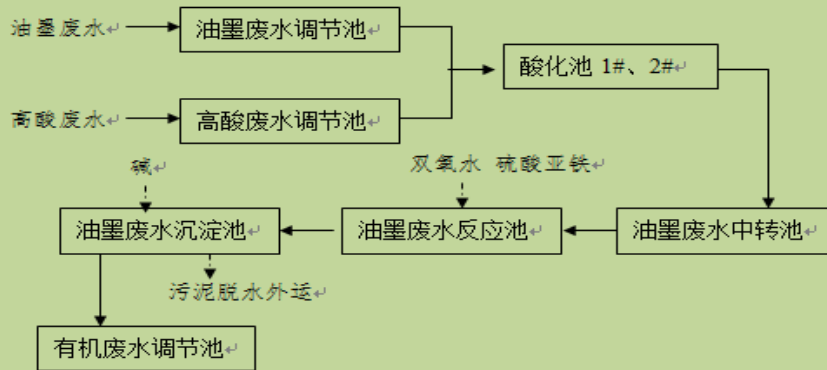 油墨废水
油墨废水调节池
酸化池 1#、2#
高酸废水
高酸废水调节池
碱
双氧水 硫酸亚铁
油墨废水沉淀池
油墨废水反应池
油墨废水中转池
污泥脱水外运
有机废水调节池